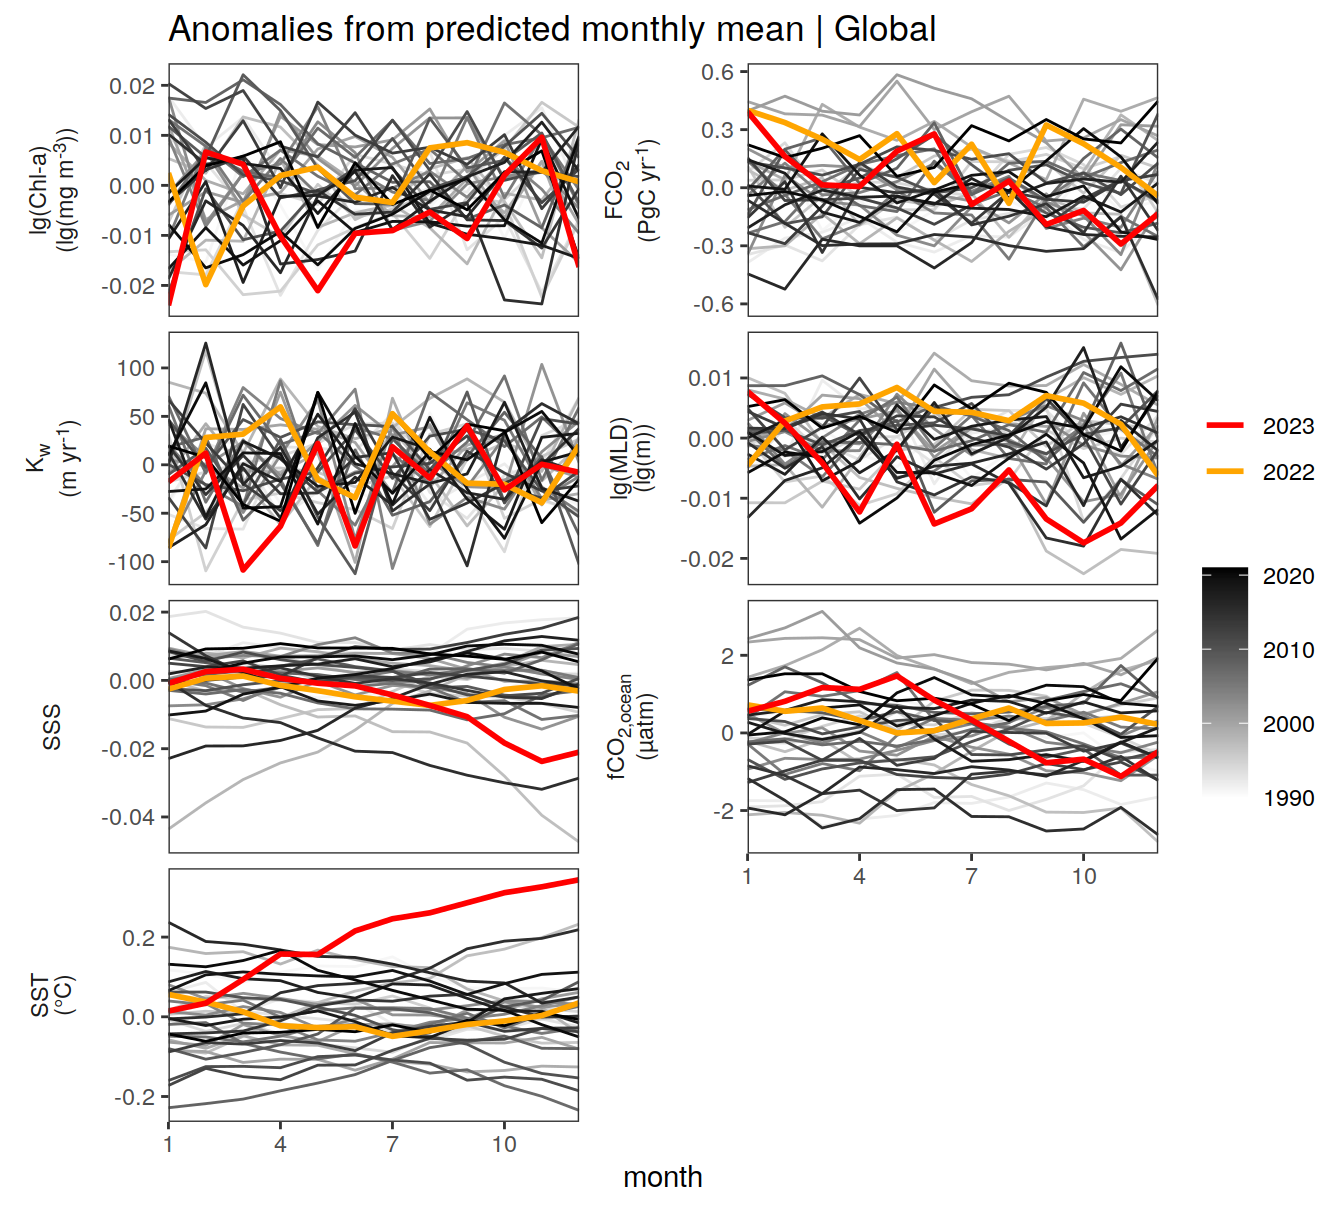 Anomalies from predicted monthly mean | Global
lg(Chl-a)
(lg(mg m⁻³))
0.02
0.01
0.00
-0.01
-0.02
FCO₂
(PgC yr⁻¹)
0.6
0.3
0.0
-0.3
-0.6
K_w
(m yr⁻¹)
100
50
0
-50
-100
lg(MLD)
(lg(m))
0.01
0.00
-0.01
-0.02
SSS
0.02
0.00
-0.02
-0.04
fCO₂,ocean
(µatm)
2
0
-2
1 4 7 10
SST
(°C)
0.2
0.0
-0.2
1 4 7 10
month
2023
2022
2020
2010
2000
1990